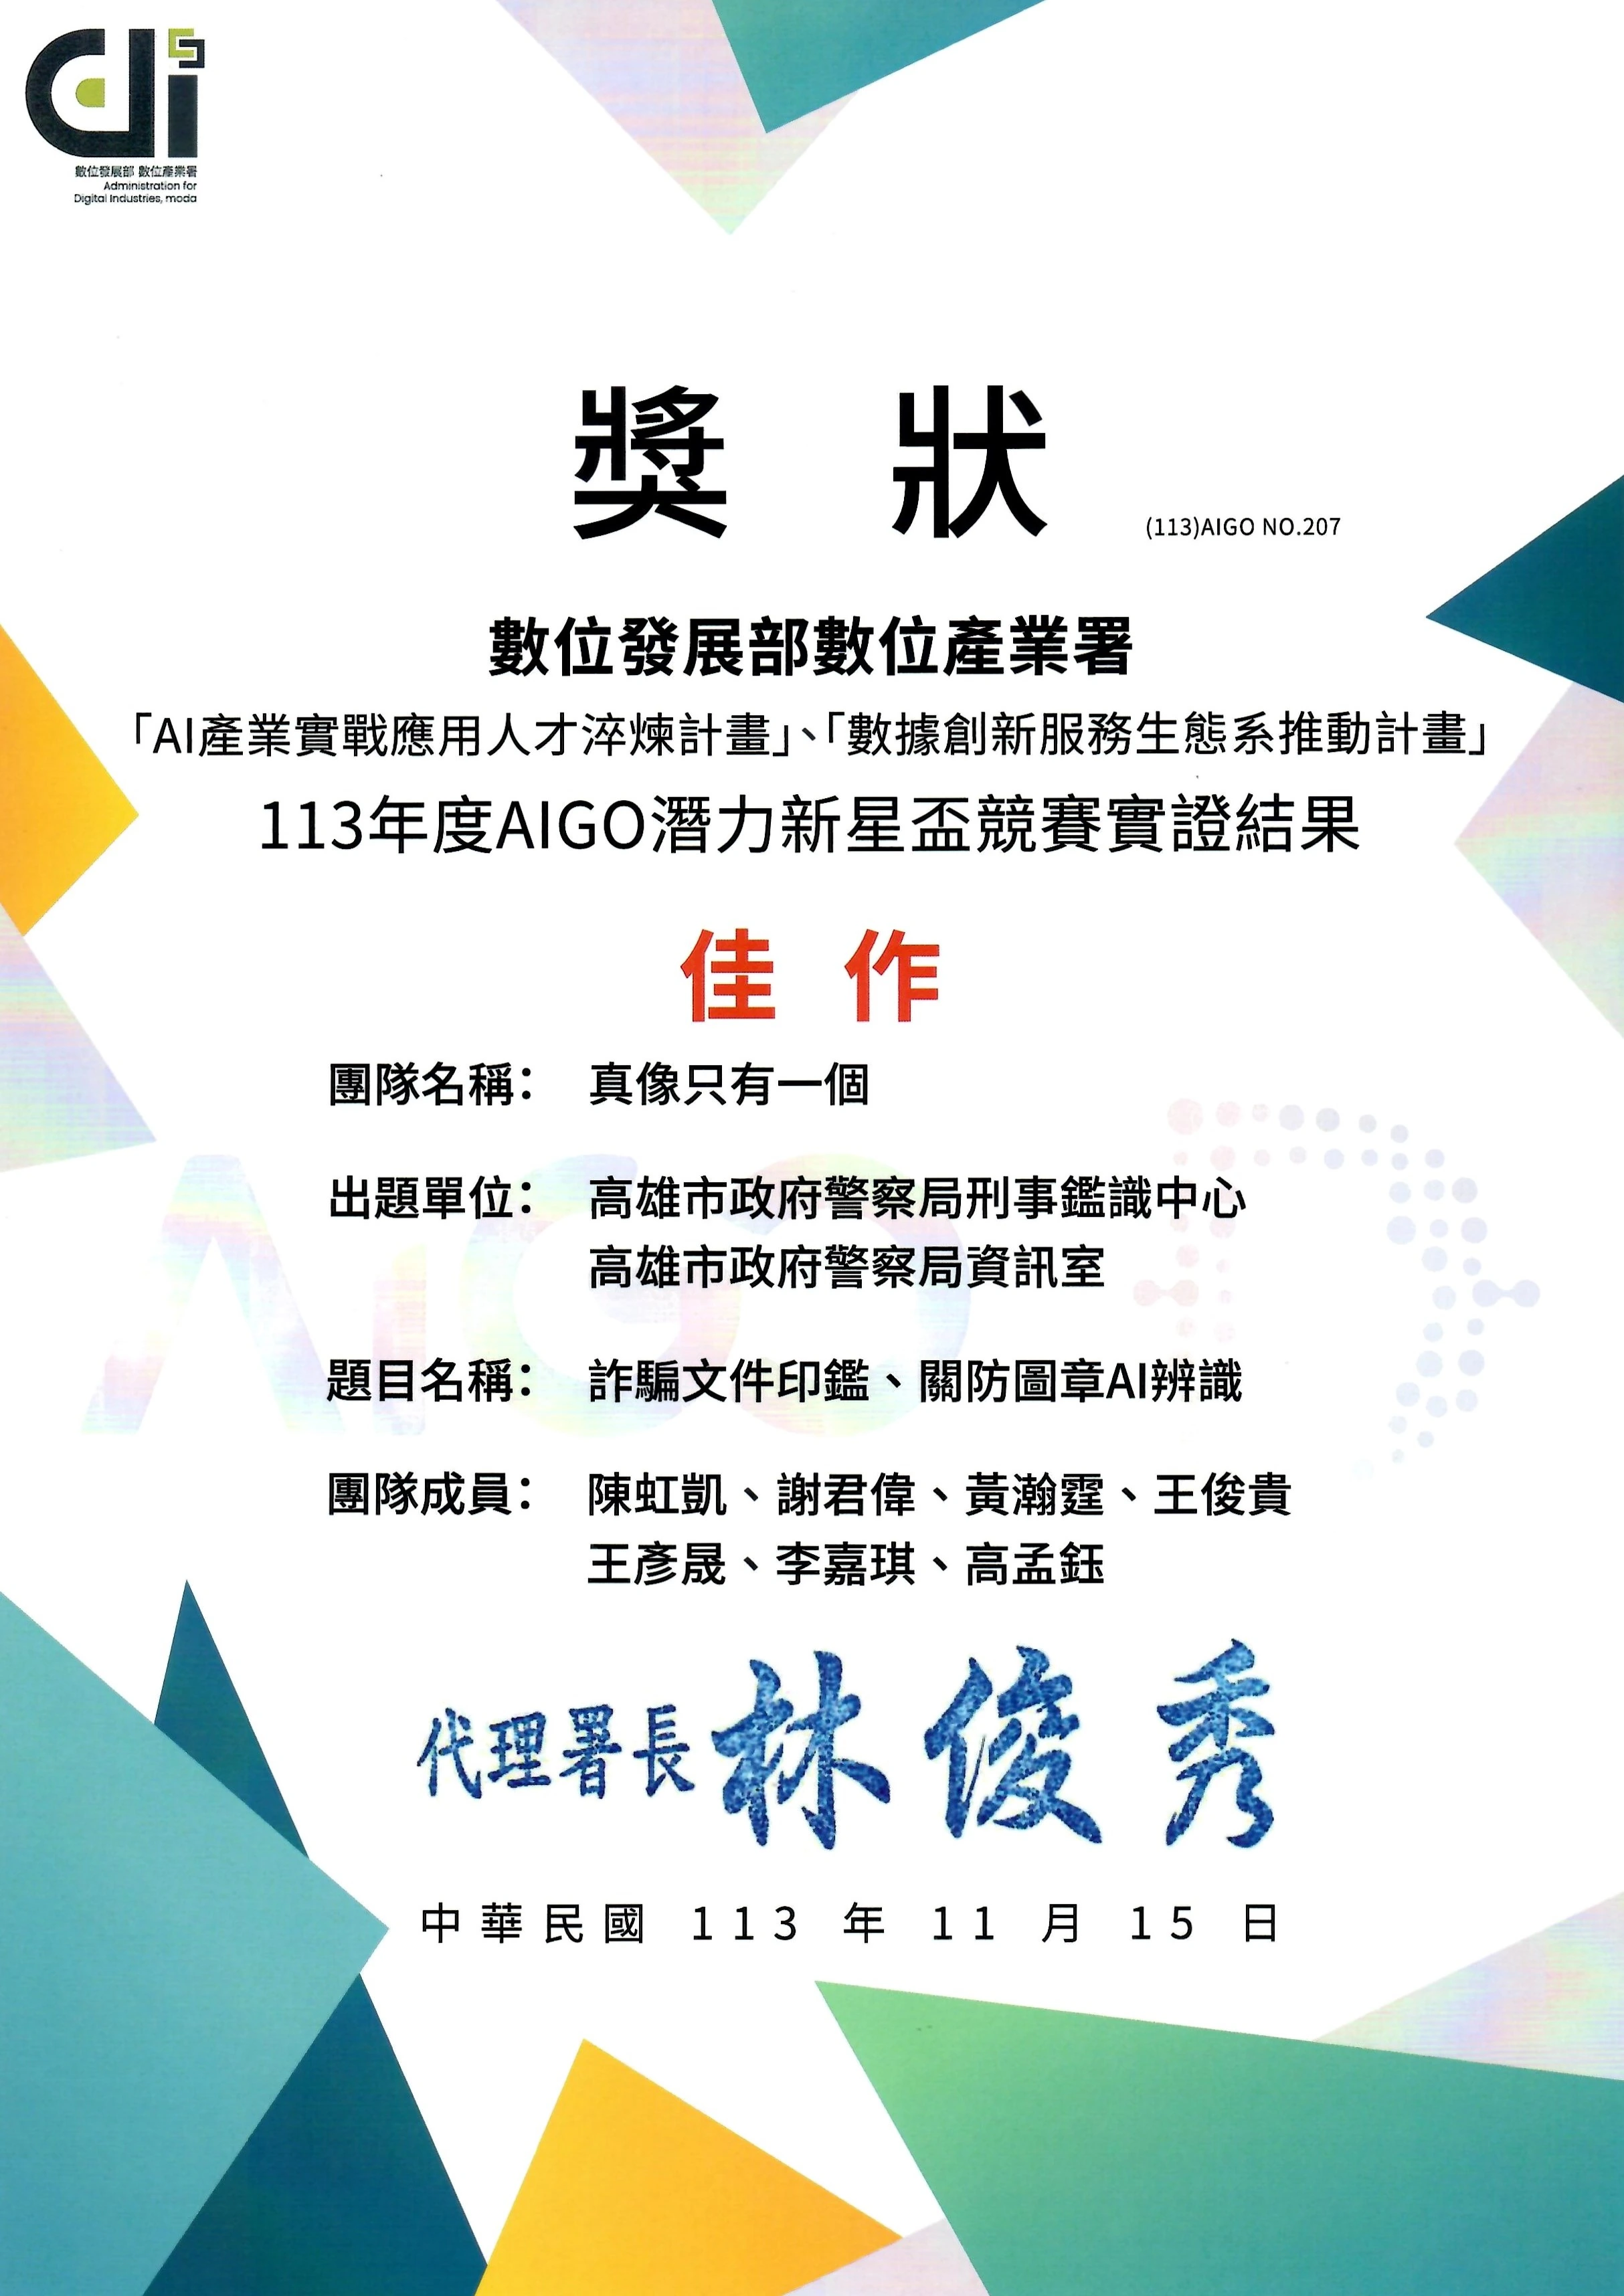 數位發展部 數位產業署
Administration for
Digital Industries, moda
獎 狀
(113)AIGO NO.207
數位發展部數位產業署
「AI產業實戰應用人才淬煉計畫」、「數據創新服務生態系推動計畫」
113年度AIGO潛力新星盃競賽實證結果
佳 作
團隊名稱： 真像只有一個
出題單位： 高雄市政府警察局刑事鑑識中心
高雄市政府警察局資訊室
題目名稱： 詐騙文件印鑑、關防圖章AI辨識
團隊成員： 陳虹凱、謝君偉、黃瀚霆、王俊貴
王彥晟、李嘉琪、高孟鈺
AIGO
代理署長 林俊秀
中華民國 113 年 11 月 15 日